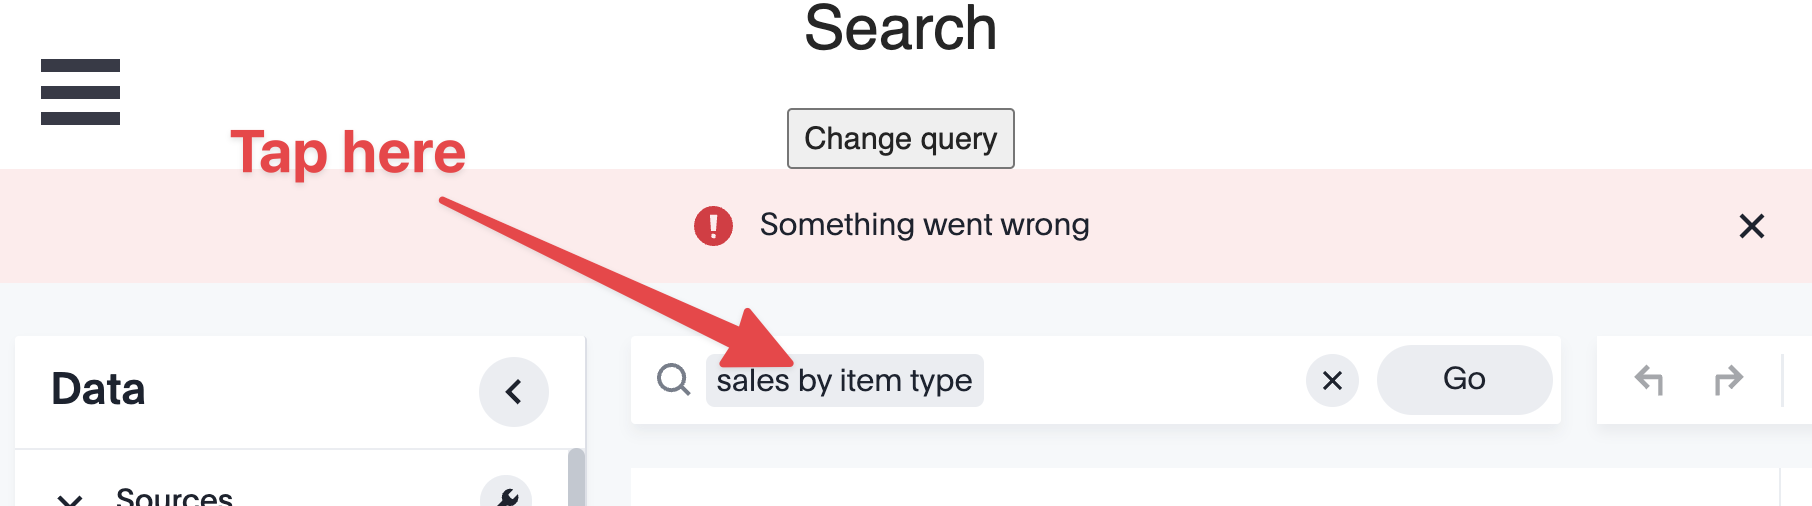 Search
Change query
Tap here
Something went wrong
Data
sales by item type
Go
Sources